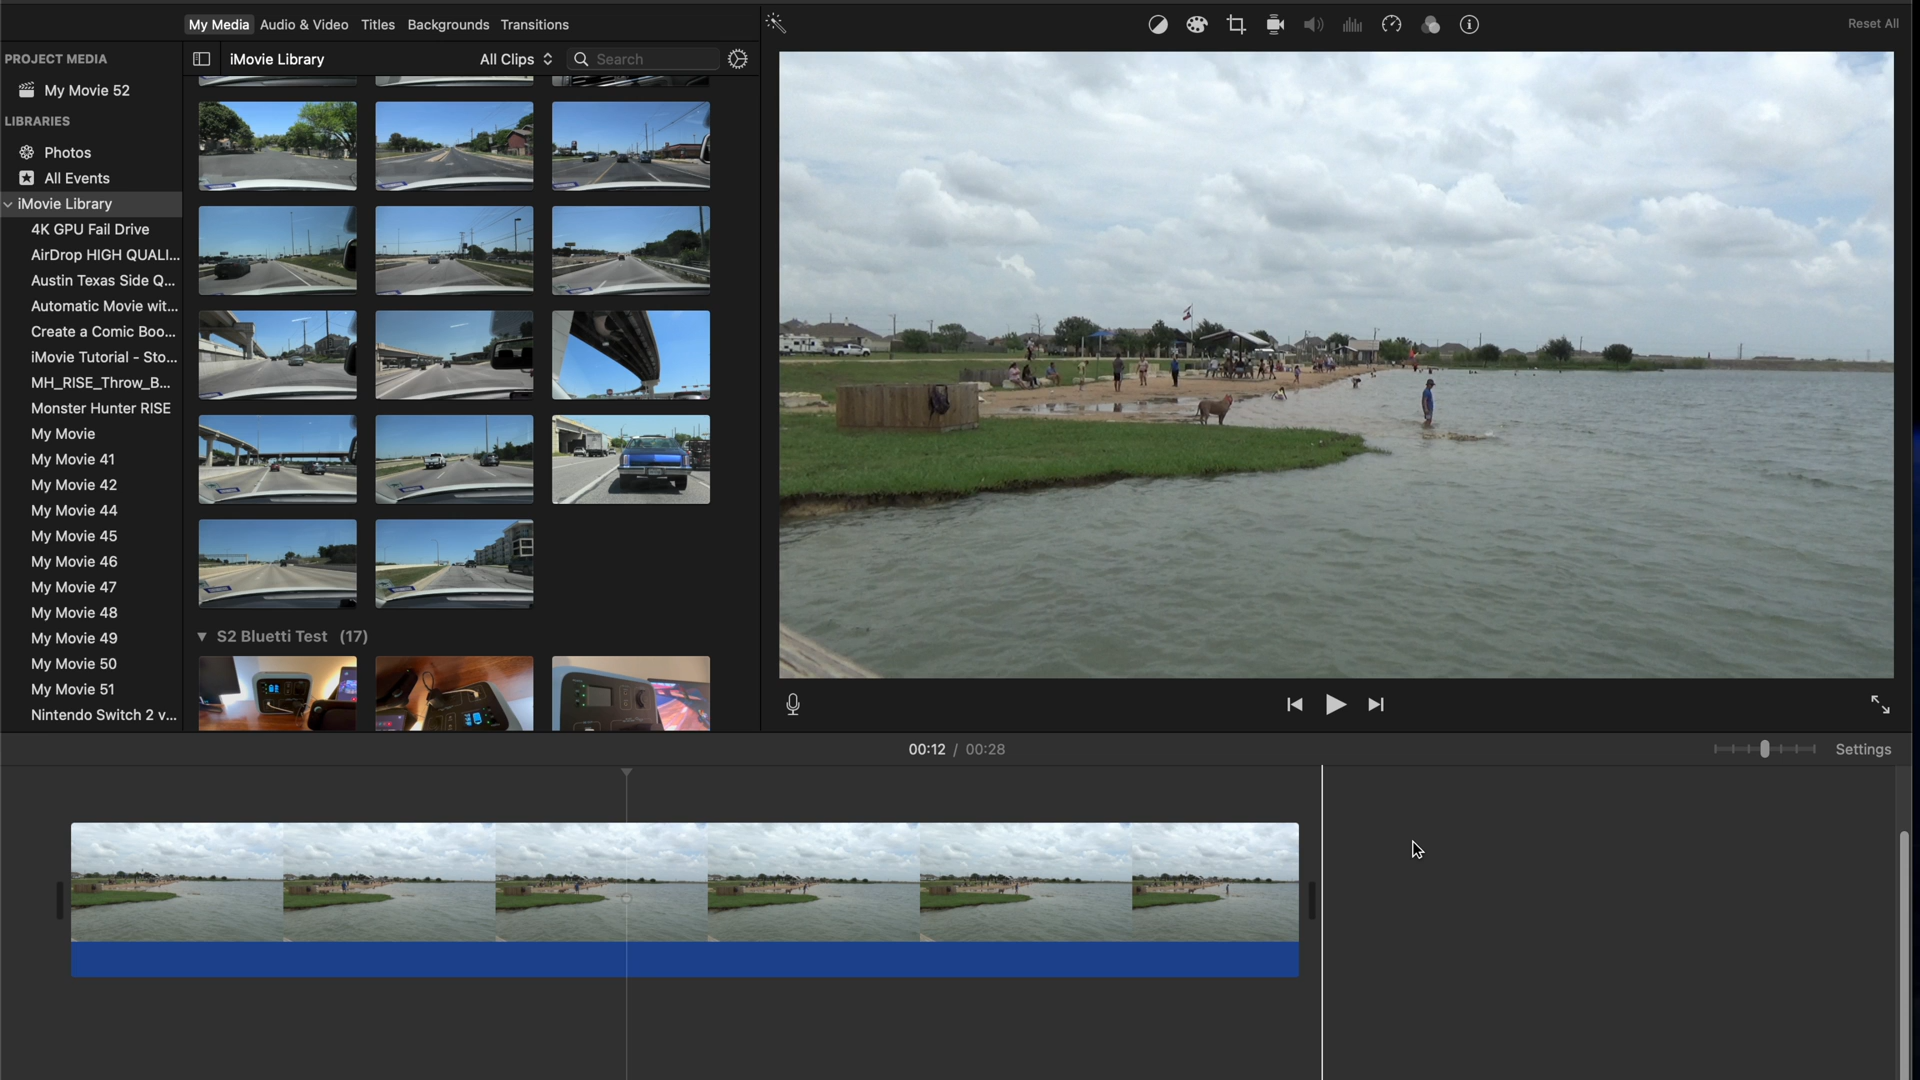 My Media Audio & Video Titles Backgrounds Transitions
Reset All
PROJECT MEDIA
My Movie 52
LIBRARIES
Photos
All Events
iMovie Library
4K GPU Fail Drive
AirDrop HIGH QUALI...
Austin Texas Side Q...
Automatic Movie wit...
Create a Comic Boo...
iMovie Tutorial - Sto...
MH_RISE_Throw_B...
Monster Hunter RISE
My Movie
My Movie 41
My Movie 42
My Movie 44
My Movie 45
My Movie 46
My Movie 47
My Movie 48
My Movie 49
My Movie 50
My Movie 51
Nintendo Switch 2 v...
iMovie Library All Clips Search
S2 Bluetti Test (17)
00:12 / 00:28
Settings